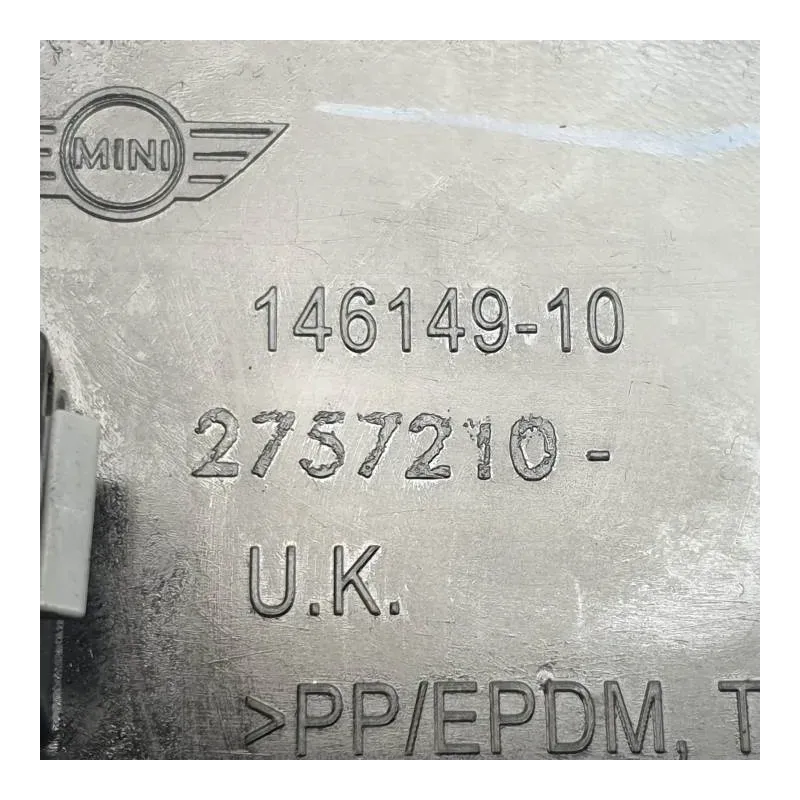 MINI
146149-10
2757210-
U.K.
>PP/EPDM, T